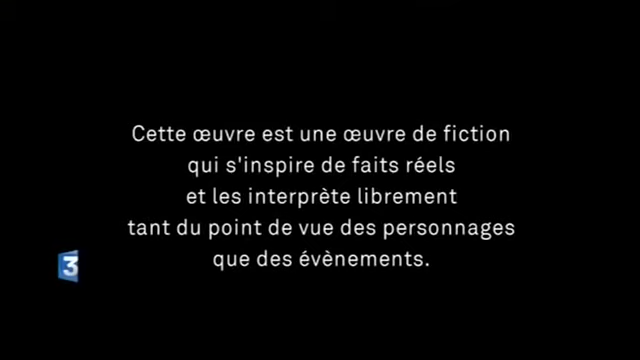 Cette œuvre est une œuvre de fiction
qui s'inspire de faits réels
et les interprète librement
tant du point de vue des personnages
que des évènements.
3